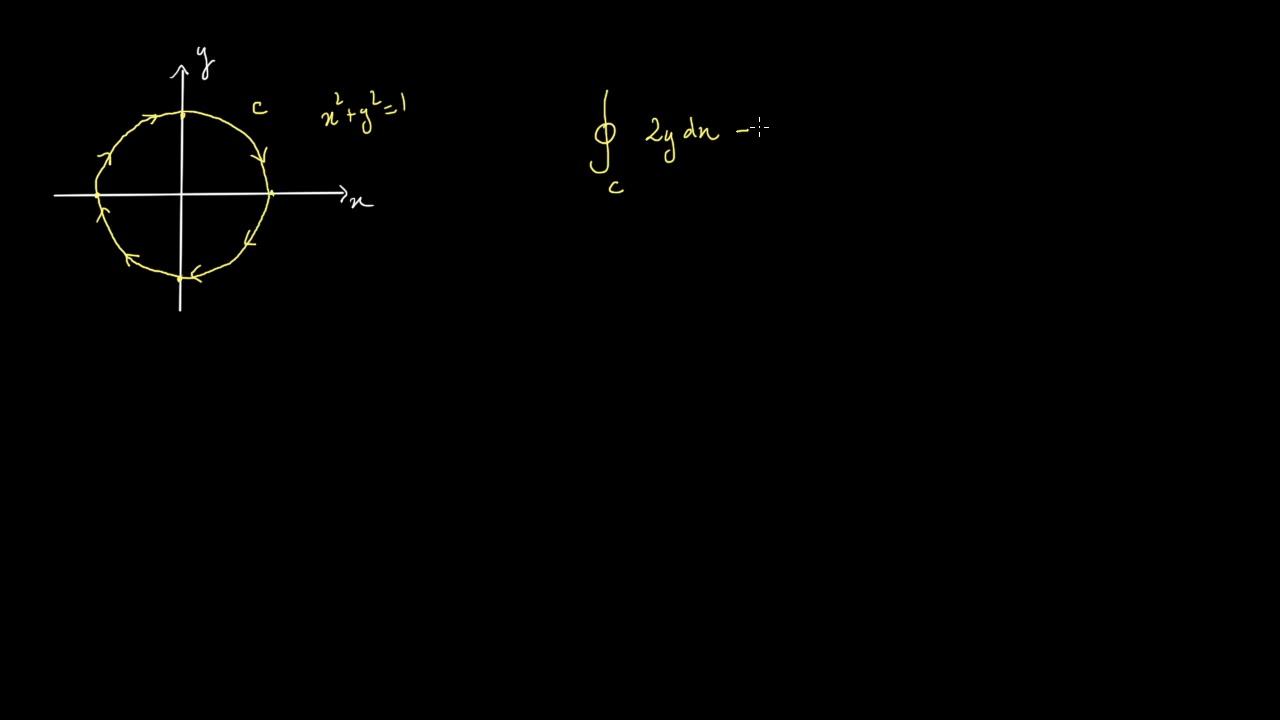 y
c
x² + y² = 1
x
∮ 2y dx −
c